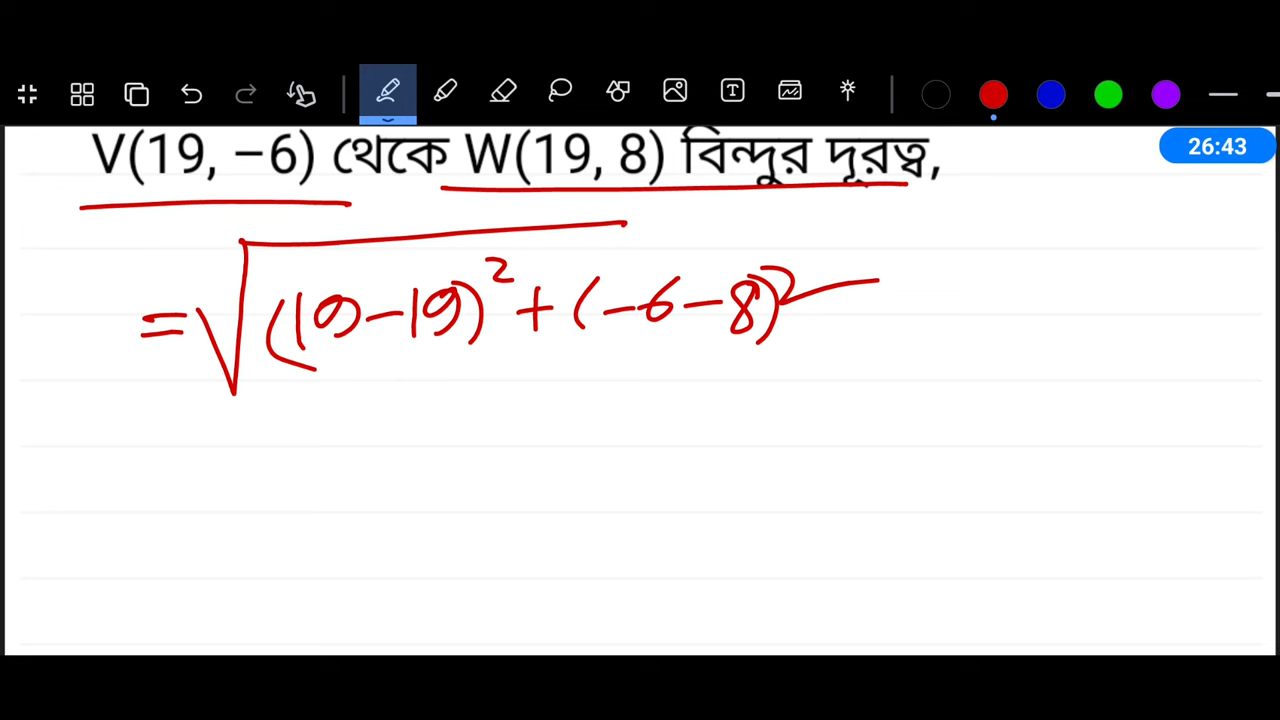 26:43
V(19, −6) থেকে W(19, 8) বিন্দুর দূরত্ব,
= √(19-19)² + (-6-8)²